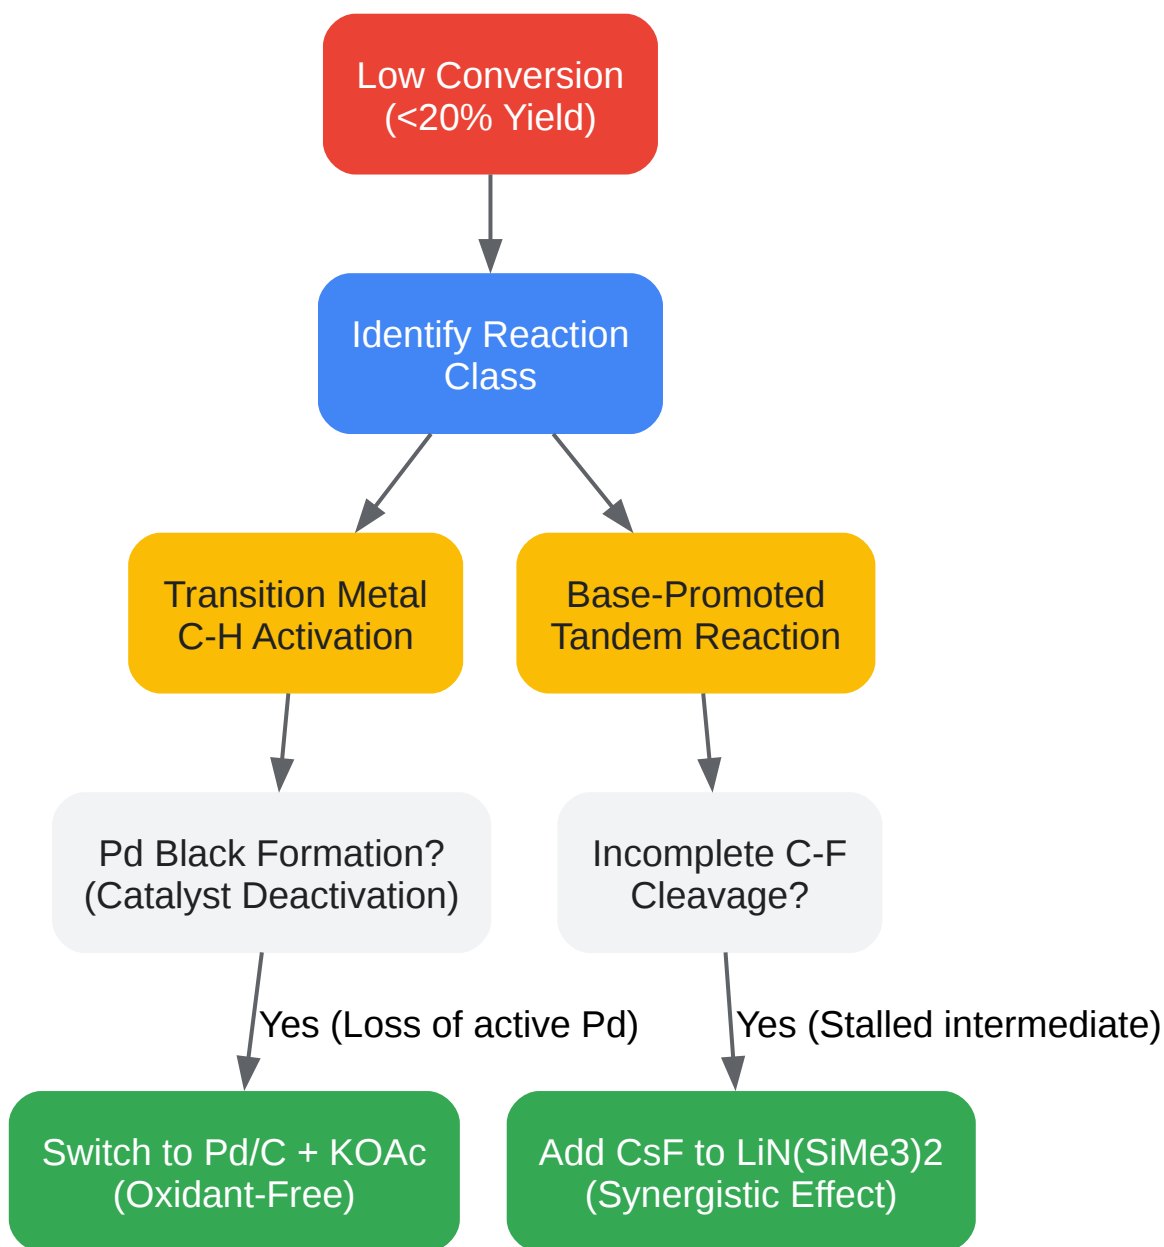 Low Conversion
(<20% Yield)
Identify Reaction
Class
Transition Metal
C-H Activation
Base-Promoted
Tandem Reaction
Pd Black Formation?
(Catalyst Deactivation)
Incomplete C-F
Cleavage?
Yes (Loss of active Pd)
Yes (Stalled intermediate)
Switch to Pd/C + KOAc
(Oxidant-Free)
Add CsF to LiN(SiMe3)2
(Synergistic Effect)